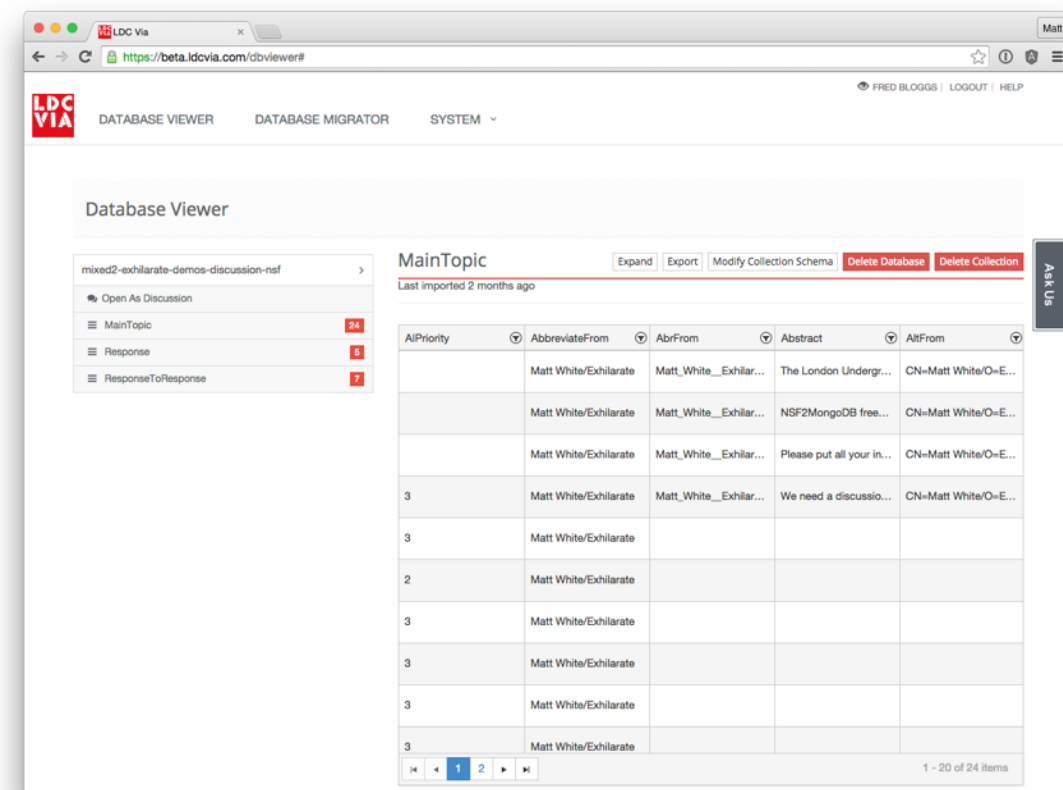 LDC Via
Matt
https://beta.ldcvia.com/dbviewer#
FRED BLOGGS | LOGOUT | HELP
LDC
VIA
DATABASE VIEWER DATABASE MIGRATOR SYSTEM
Database Viewer
mixed2-exhilarate-demos-discussion-nsf
Open As Discussion
MainTopic 24
Response 5
ResponseToResponse 7
MainTopic Expand Export Modify Collection Schema Delete Database Delete Collection
Last imported 2 months ago
Ask Us
AIPriority AbbreviateFrom AbrFrom Abstract AltFrom
Matt White/Exhilarate Matt_White__Exhilar... The London Undergr... CN=Matt White/O=E...
Matt White/Exhilarate Matt_White__Exhilar... NSF2MongoDB free... CN=Matt White/O=E...
Matt White/Exhilarate Matt_White__Exhilar... Please put all your in... CN=Matt White/O=E...
3 Matt White/Exhilarate Matt_White__Exhilar... We need a discussio... CN=Matt White/O=E...
3 Matt White/Exhilarate
2 Matt White/Exhilarate
3 Matt White/Exhilarate
3 Matt White/Exhilarate
3 Matt White/Exhilarate
3 Matt White/Exhilarate
1 2 1 - 20 of 24 items